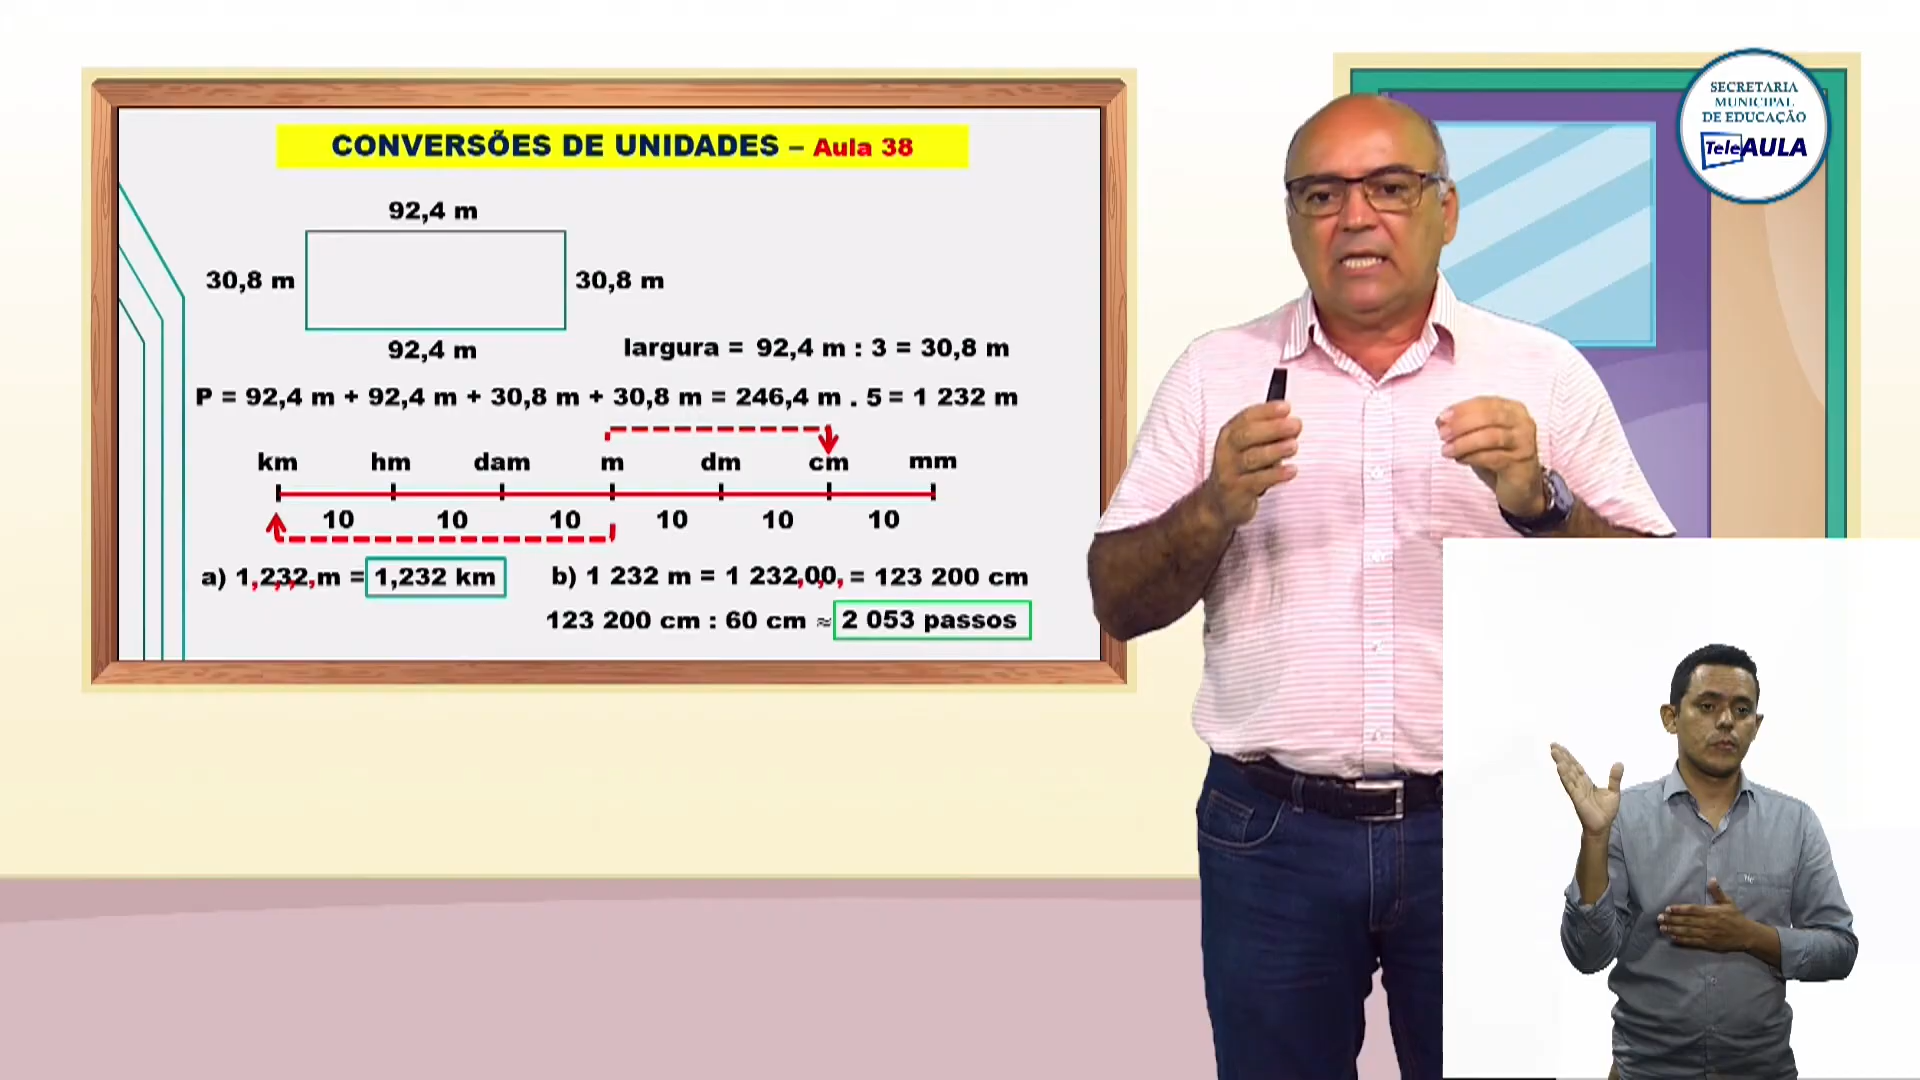 CONVERSÕES DE UNIDADES – Aula 38
92,4 m
30,8 m
30,8 m
92,4 m
largura = 92,4 m : 3 = 30,8 m
P = 92,4 m + 92,4 m + 30,8 m + 30,8 m = 246,4 m . 5 = 1 232 m
km hm dam m dm cm mm
10 10 10 10 10 10
a) 1,232,m = 1,232 km
b) 1 232 m = 1 232,00, = 123 200 cm
123 200 cm : 60 cm ≈ 2 053 passos
SECRETARIA
MUNICIPAL
DE EDUCAÇÃO
TeleAULA